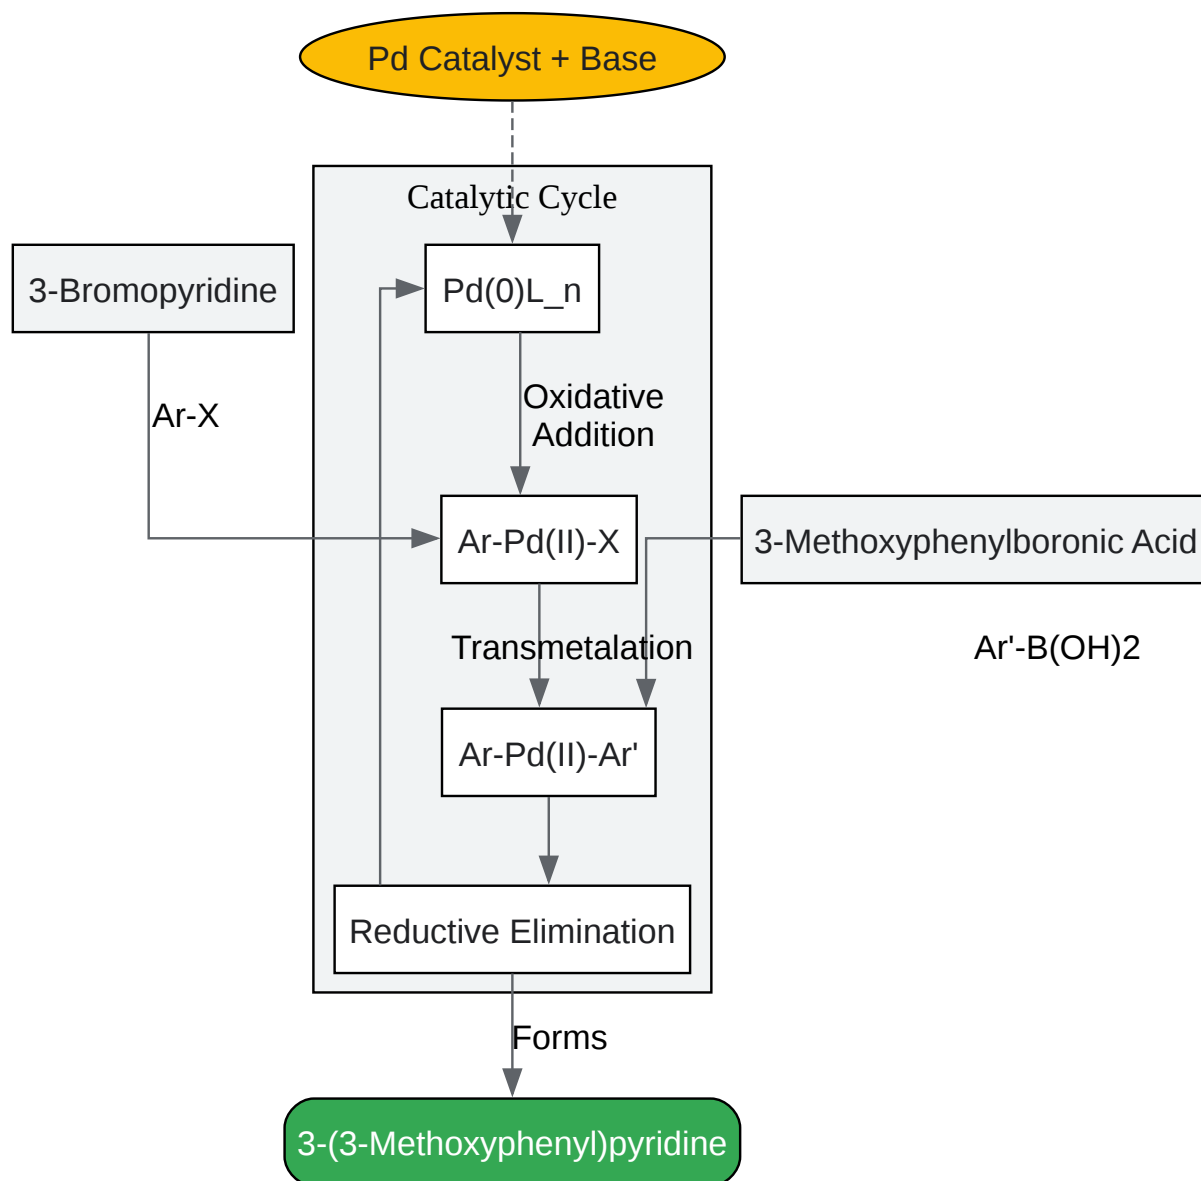 Pd Catalyst + Base
Catalytic Cycle
3-Bromopyridine
Pd(0)L_n
Ar-X
Oxidative
Addition
Ar-Pd(II)-X
3-Methoxyphenylboronic Acid
Transmetalation
Ar'-B(OH)2
Ar-Pd(II)-Ar'
Reductive Elimination
Forms
3-(3-Methoxyphenyl)pyridine